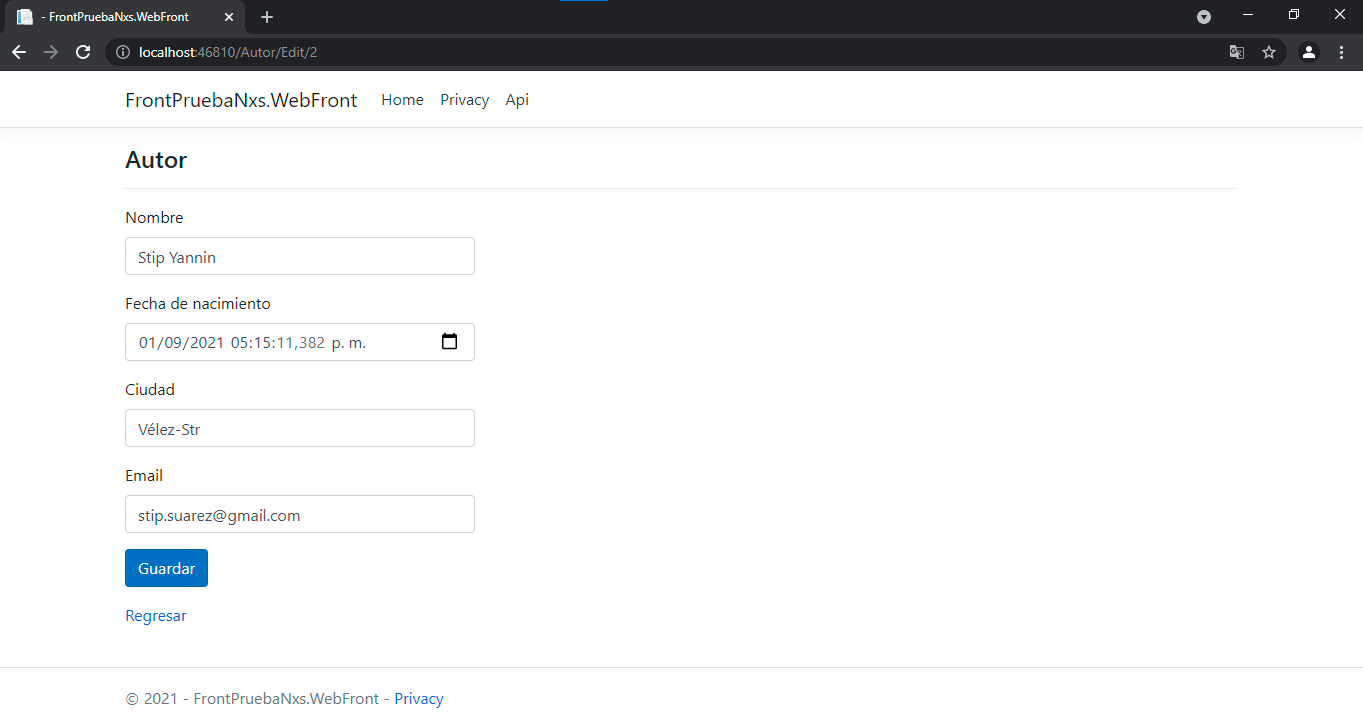 - FrontPruebaNxs.WebFront
localhost:46810/Autor/Edit/2
FrontPruebaNxs.WebFront Home Privacy Api
Autor
Nombre
Stip Yannin
Fecha de nacimiento
01/09/2021 05:15:11,382 p. m.
Ciudad
Vélez-Str
Email
stip.suarez@gmail.com
Guardar
Regresar
© 2021 - FrontPruebaNxs.WebFront - Privacy